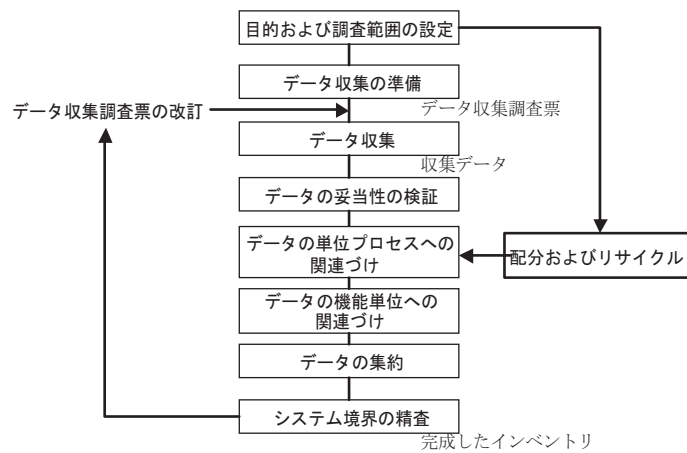 目的および調査範囲の設定
データ収集の準備
データ収集調査票
データ収集調査票の改訂
データ収集
収集データ
データの妥当性の検証
データの単位プロセスへの
関連づけ
配分およびリサイクル
データの機能単位への
関連づけ
データの集約
システム境界の精査
完成したインベントリ